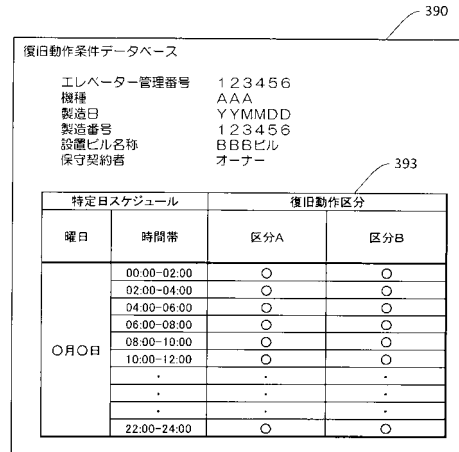 390
復旧動作条件データベース
エレベーター管理番号 123456
機種 AAA
製造日 YYMMDD
製造番号 123456
設置ビル名称 BBBビル
保守契約者 オーナー
393
特定日スケジュール 復旧動作区分
曜日 時間帯 区分A 区分B
00:00-02:00 ○ ○
02:00-04:00 ○ ○
04:00-06:00 ○ ○
06:00-08:00 ○ ○
○月○日 08:00-10:00 ○ ○
10:00-12:00 ○ ○
・ ・ ・
・ ・ ・
・ ・ ・
22:00-24:00 ○ ○